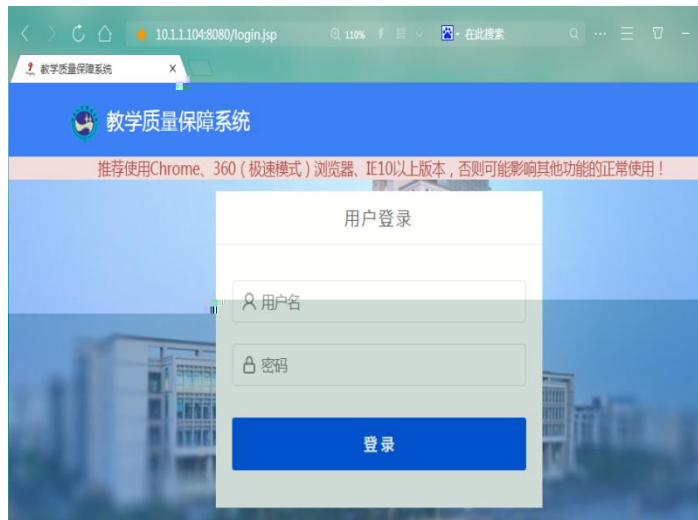 10.1.1.104:8080/login.jsp 110% 在此搜索
教学质量保障系统 ×
教学质量保障系统
推荐使用Chrome、360（极速模式）浏览器、IE10以上版本，否则可能影响其他功能的正常使用！
用户登录
用户名
密码
登录